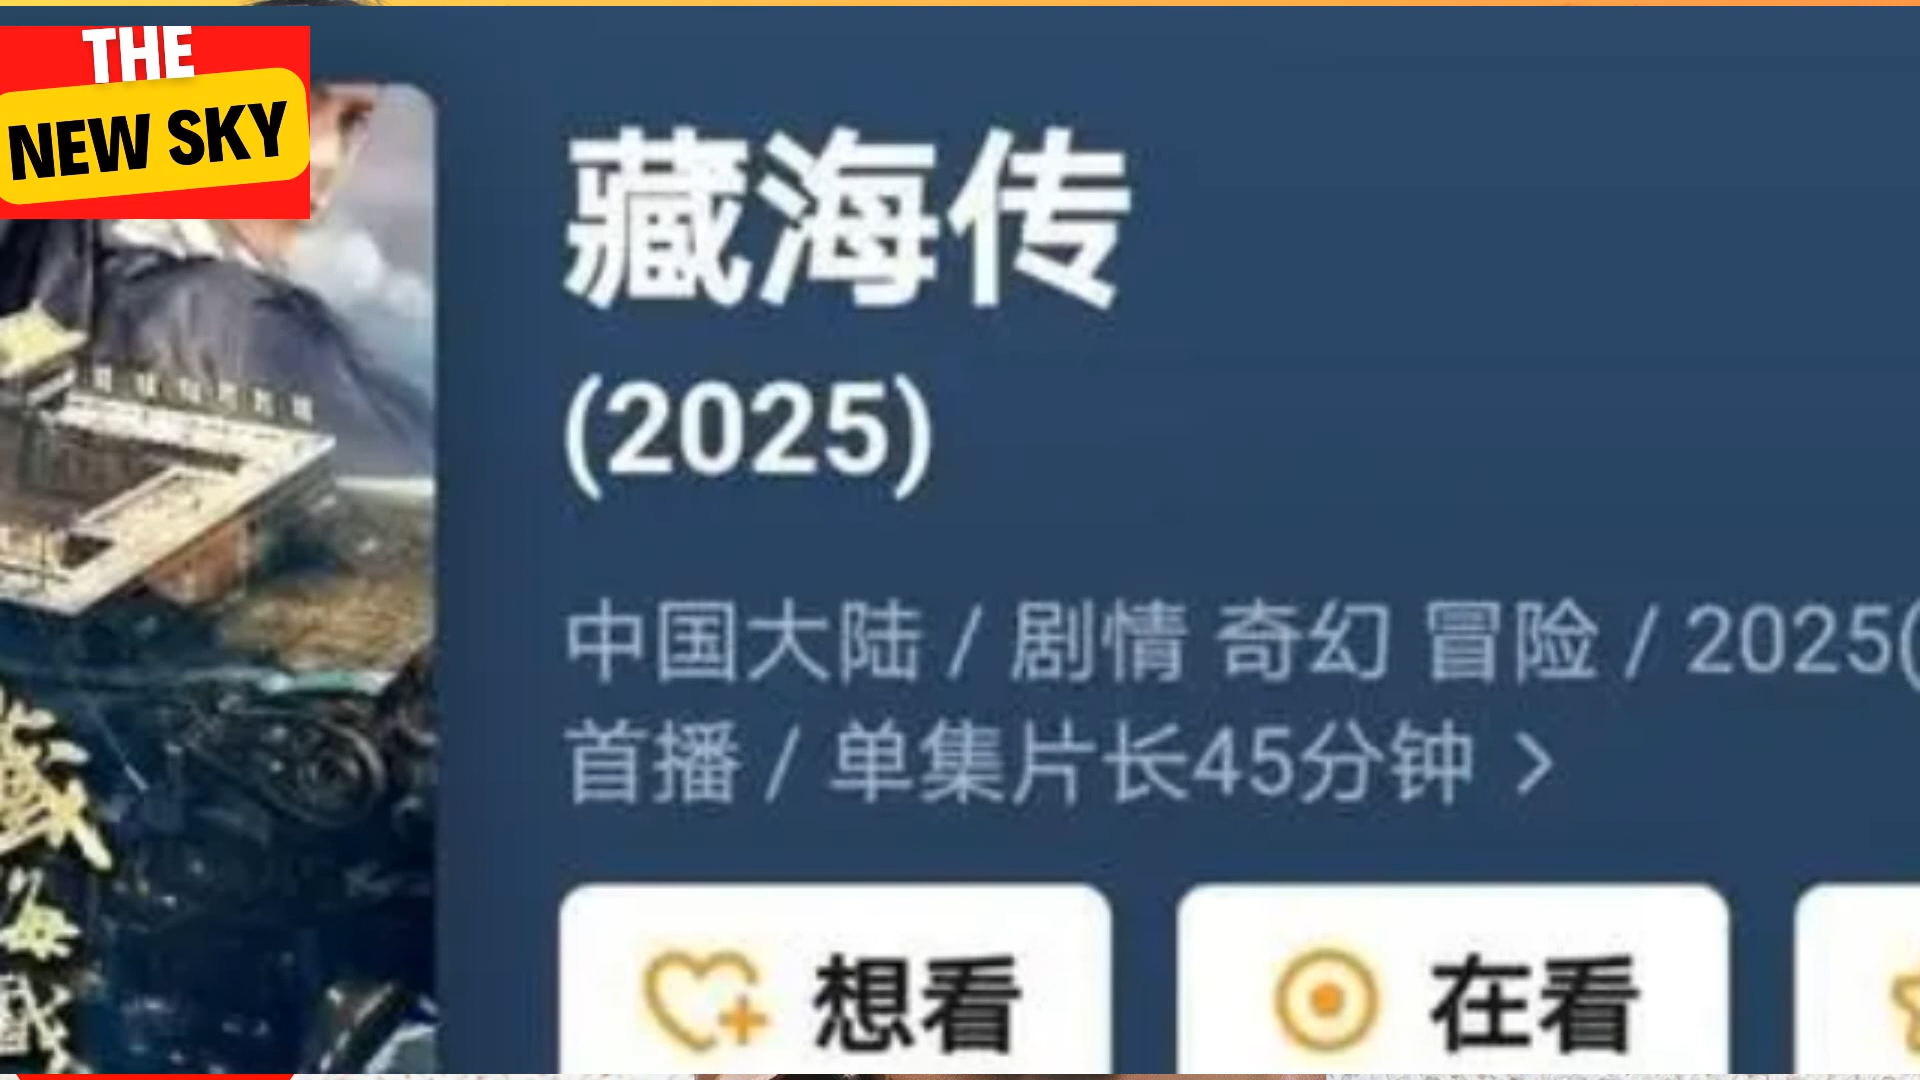 THE
NEW SKY
藏海传
(2025)
中国大陆 / 剧情 奇幻 冒险 / 2025(
首播 / 单集片长45分钟 >
想看
在看